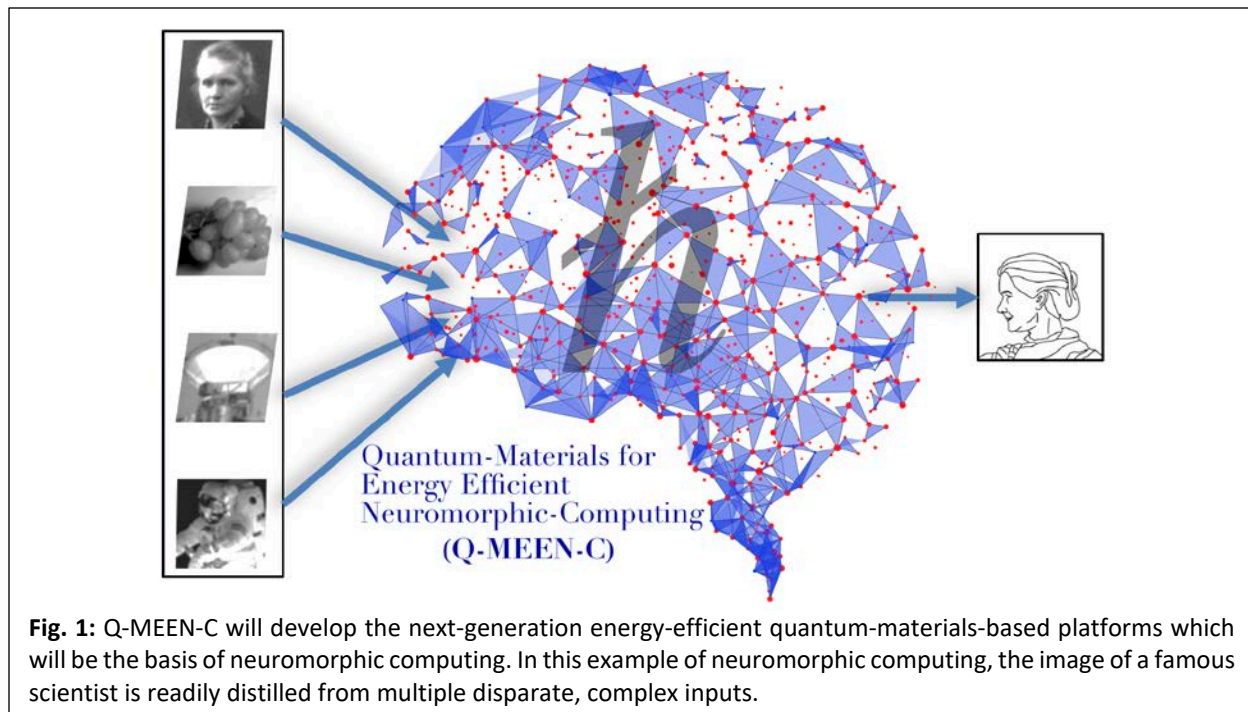 ħ
Quantum-Materials for
Energy Efficient
Neuromorphic-Computing
(Q-MEEN-C)
Fig. 1: Q-MEEN-C will develop the next-generation energy-efficient quantum-materials-based platforms which
will be the basis of neuromorphic computing. In this example of neuromorphic computing, the image of a famous
scientist is readily distilled from multiple disparate, complex inputs.